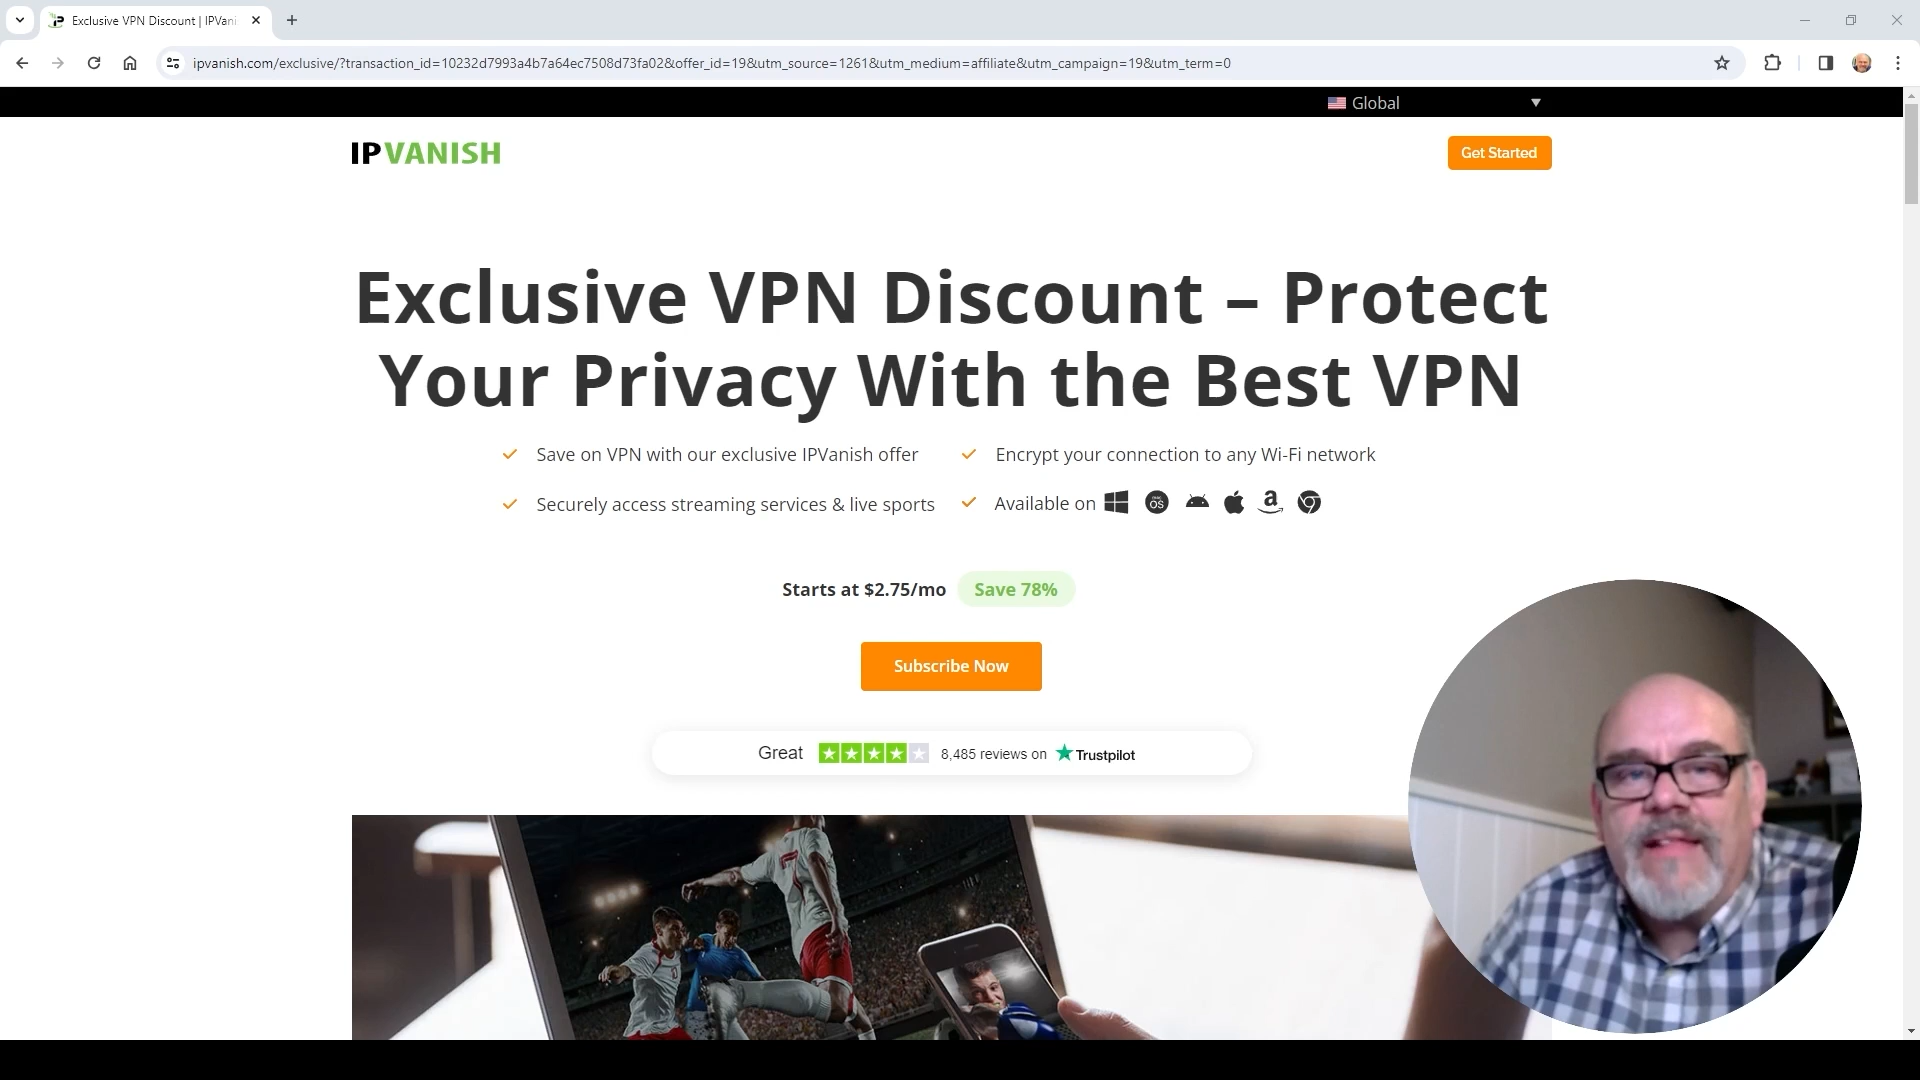 Exclusive VPN Discount | IPVani
ipvanish.com/exclusive/?transaction_id=10232d7993a4b7a64ec7508d73fa02&offer_id=19&utm_source=1261&utm_medium=affiliate&utm_campaign=19&utm_term=0
Global
IPVANISH
Get Started
Exclusive VPN Discount – Protect
Your Privacy With the Best VPN
Save on VPN with our exclusive IPVanish offer
Encrypt your connection to any Wi-Fi network
Securely access streaming services & live sports
Available on
macOS
Starts at $2.75/mo
Save 78%
Subscribe Now
Great
8,485 reviews on
Trustpilot
7